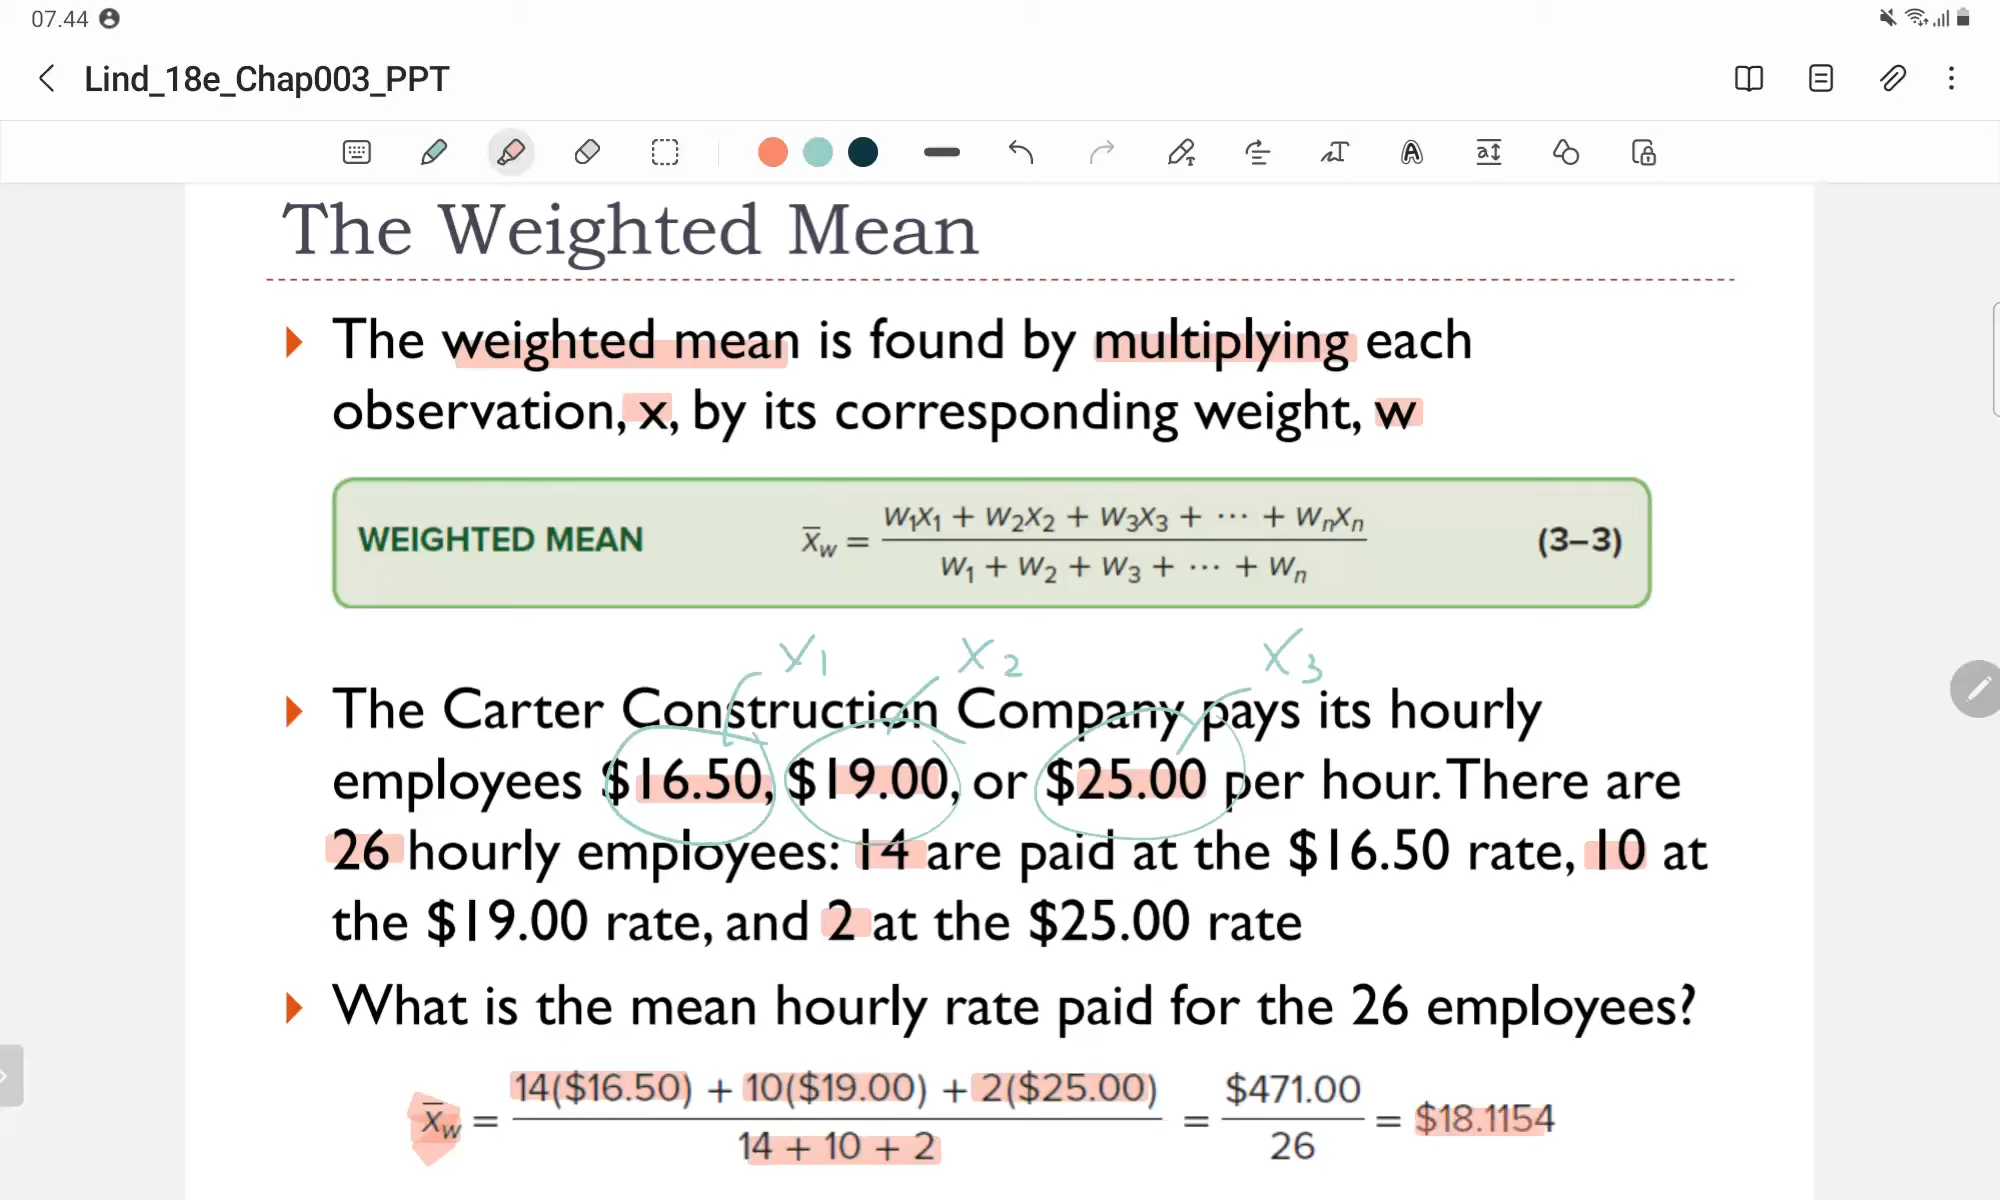 07.44
Lind_18e_Chap003_PPT
The Weighted Mean
The weighted mean is found by multiplying each
observation, x, by its corresponding weight, w
WEIGHTED MEAN x̄w = (w1x1 + w2x2 + w3x3 + ··· + wnxn) / (w1 + w2 + w3 + ··· + wn) (3–3)
x1 x2 x3
The Carter Construction Company pays its hourly
employees $16.50, $19.00, or $25.00 per hour. There are
26 hourly employees: 14 are paid at the $16.50 rate, 10 at
the $19.00 rate, and 2 at the $25.00 rate
What is the mean hourly rate paid for the 26 employees?
x̄w = (14($16.50) + 10($19.00) + 2($25.00)) / (14 + 10 + 2) = $471.00 / 26 = $18.1154